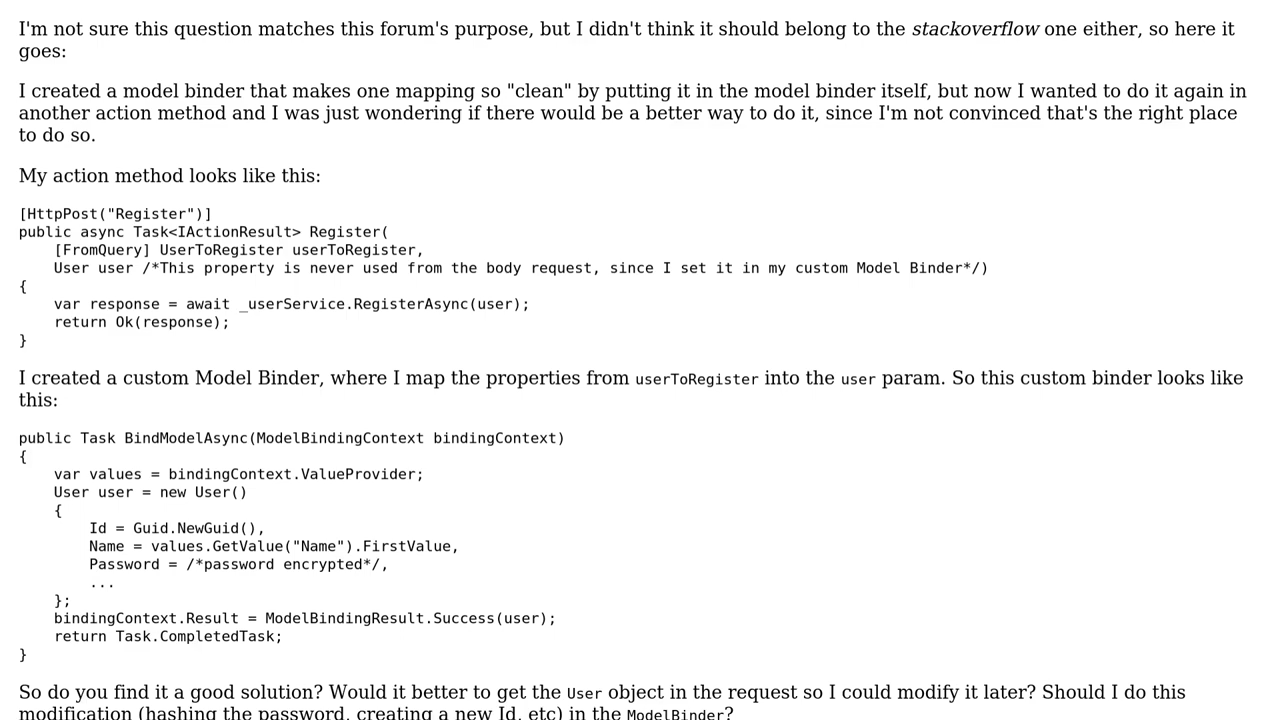 I'm not sure this question matches this forum's purpose, but I didn't think it should belong to the stackoverflow one either, so here it
goes:
I created a model binder that makes one mapping so "clean" by putting it in the model binder itself, but now I wanted to do it again in
another action method and I was just wondering if there would be a better way to do it, since I'm not convinced that's the right place
to do so.
My action method looks like this:
[HttpPost("Register")]
public async Task<IActionResult> Register(
    [FromQuery] UserToRegister userToRegister,
    User user /*This property is never used from the body request, since I set it in my custom Model Binder*/)
{
    var response = await _userService.RegisterAsync(user);
    return Ok(response);
}
I created a custom Model Binder, where I map the properties from userToRegister into the user param. So this custom binder looks like
this:
public Task BindModelAsync(ModelBindingContext bindingContext)
{
    var values = bindingContext.ValueProvider;
    User user = new User()
    {
        Id = Guid.NewGuid(),
        Name = values.GetValue("Name").FirstValue,
        Password = /*password encrypted*/,
        ...
    };
    bindingContext.Result = ModelBindingResult.Success(user);
    return Task.CompletedTask;
}
So do you find it a good solution? Would it better to get the User object in the request so I could modify it later? Should I do this
modification (hashing the password, creating a new Id, etc) in the ModelBinder?